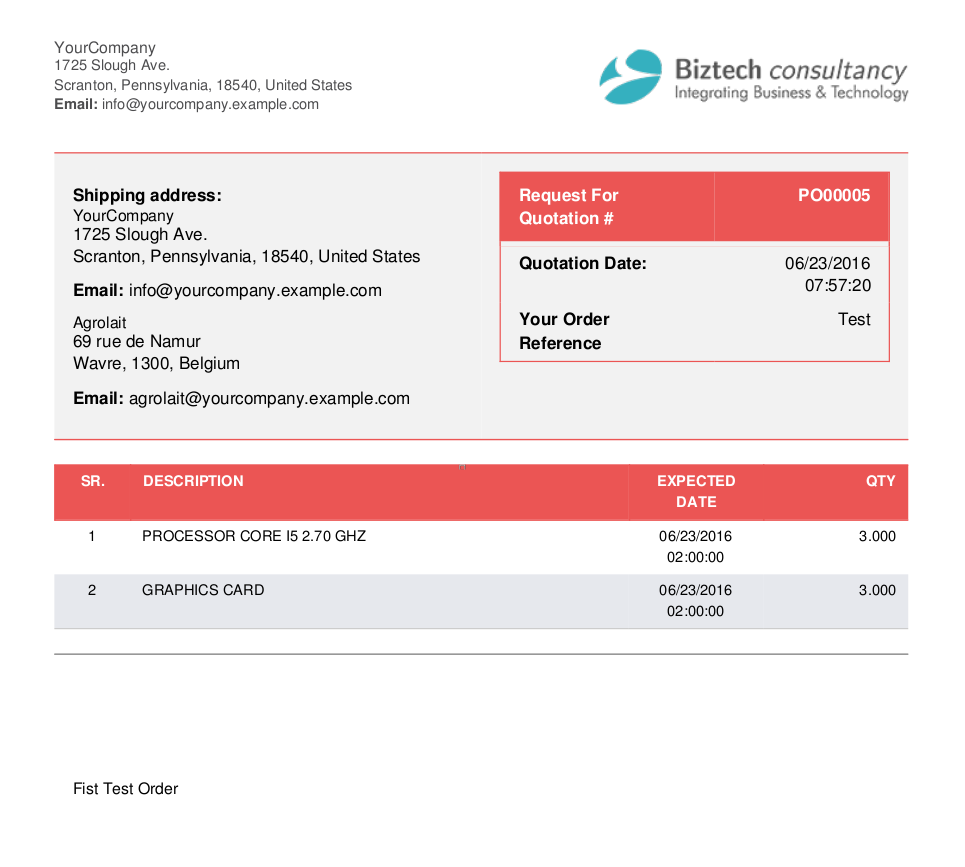 YourCompany
1725 Slough Ave.
Scranton, Pennsylvania, 18540, United States
Email: info@yourcompany.example.com
Biztech consultancy
Integrating Business & Technology
Shipping address:
YourCompany
1725 Slough Ave.
Scranton, Pennsylvania, 18540, United States
Email: info@yourcompany.example.com
Agrolait
69 rue de Namur
Wavre, 1300, Belgium
Email: agrolait@yourcompany.example.com
Request For PO00005
Quotation #
Quotation Date: 06/23/2016
07:57:20
Your Order Test
Reference
SR. DESCRIPTION EXPECTED QTY
DATE
1 PROCESSOR CORE I5 2.70 GHZ 06/23/2016 3.000
02:00:00
2 GRAPHICS CARD 06/23/2016 3.000
02:00:00
Fist Test Order